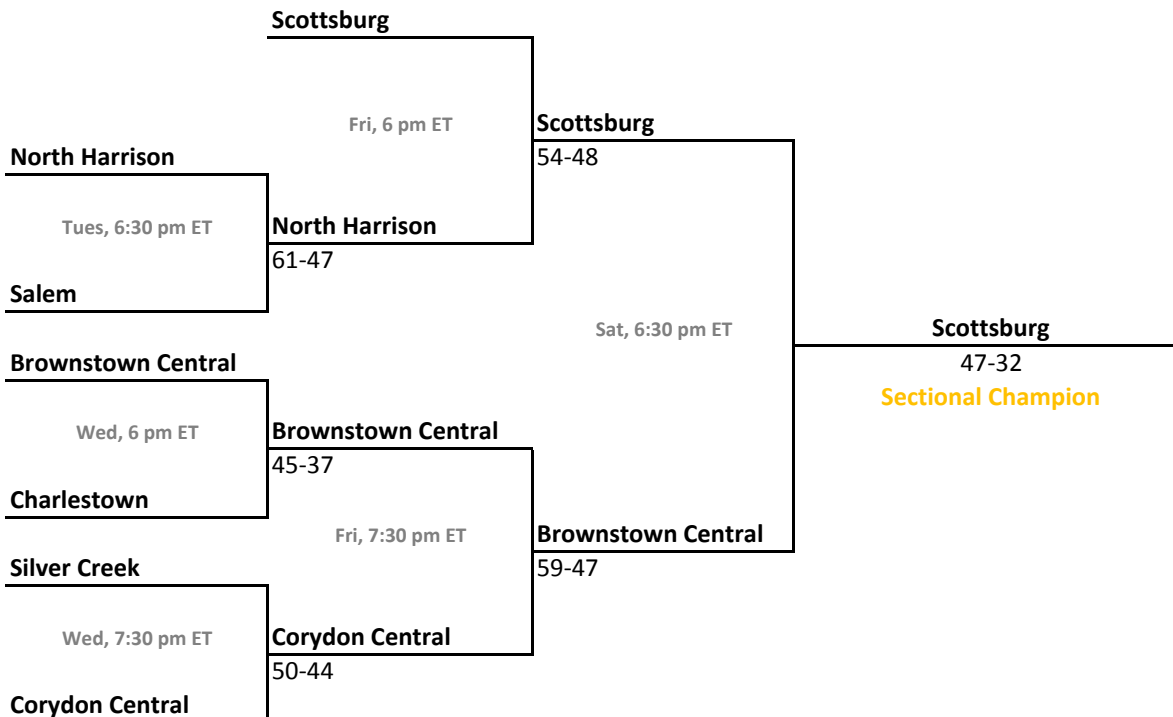 Scottsburg
Fri, 6 pm ET
Scottsburg
54-48
North Harrison
Tues, 6:30 pm ET
North Harrison
61-47
Salem
Sat, 6:30 pm ET
Scottsburg
47-32
Sectional Champion
Brownstown Central
Wed, 6 pm ET
Brownstown Central
45-37
Charlestown
Fri, 7:30 pm ET
Brownstown Central
59-47
Silver Creek
Wed, 7:30 pm ET
Corydon Central
50-44
Corydon Central